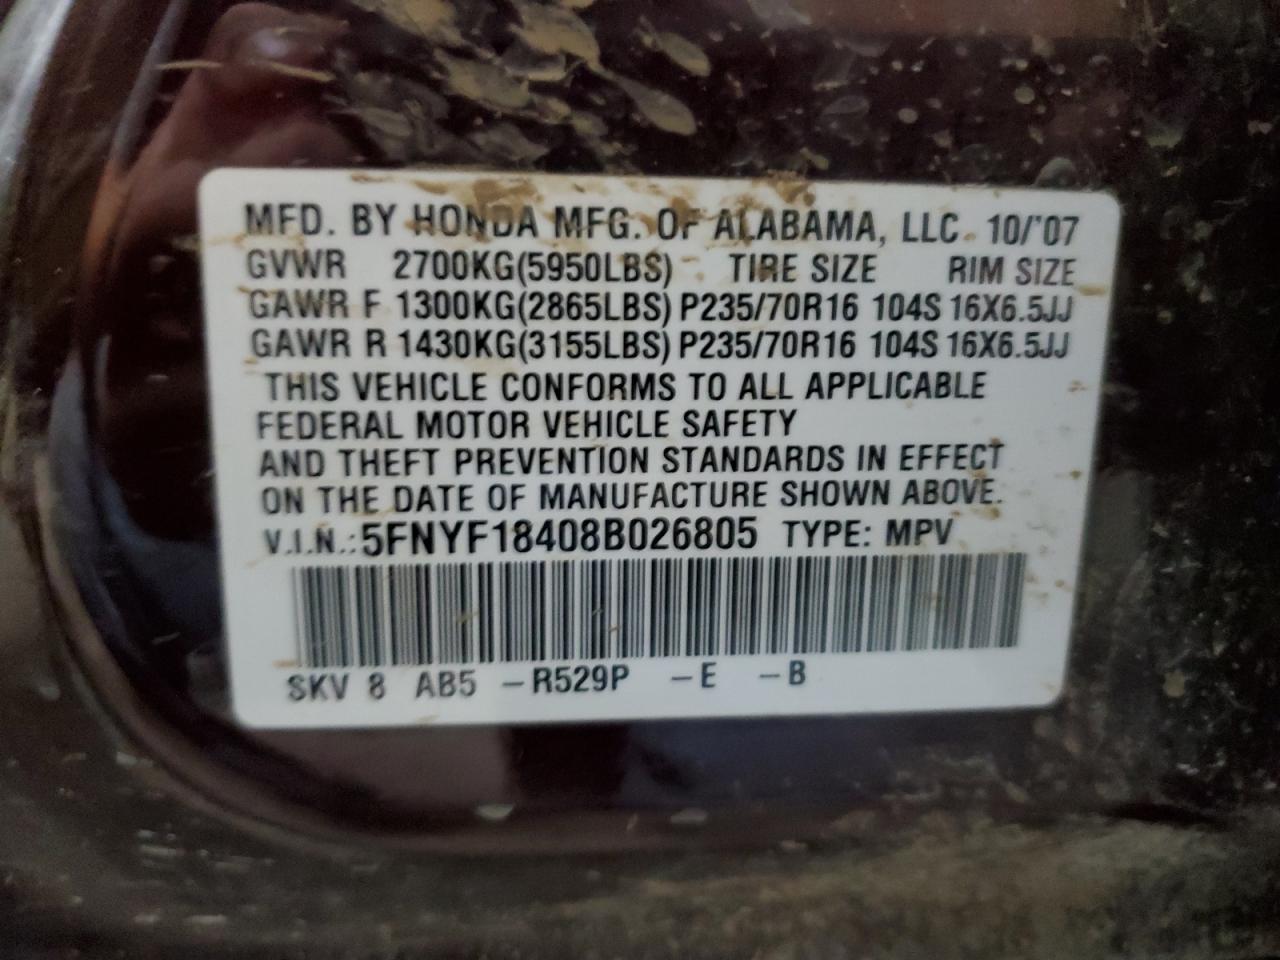 MFD. BY HONDA MFG. OF ALABAMA, LLC. 10/'07
GVWR 2700KG(5950LBS) TIRE SIZE RIM SIZE
GAWR F 1300KG(2865LBS) P235/70R16 104S 16X6.5JJ
GAWR R 1430KG(3155LBS) P235/70R16 104S 16X6.5JJ
THIS VEHICLE CONFORMS TO ALL APPLICABLE
FEDERAL MOTOR VEHICLE SAFETY
AND THEFT PREVENTION STANDARDS IN EFFECT
ON THE DATE OF MANUFACTURE SHOWN ABOVE.
V.I.N.: 5FNYF18408B026805 TYPE: MPV
SKV 8 AB5 – R529P – E – B